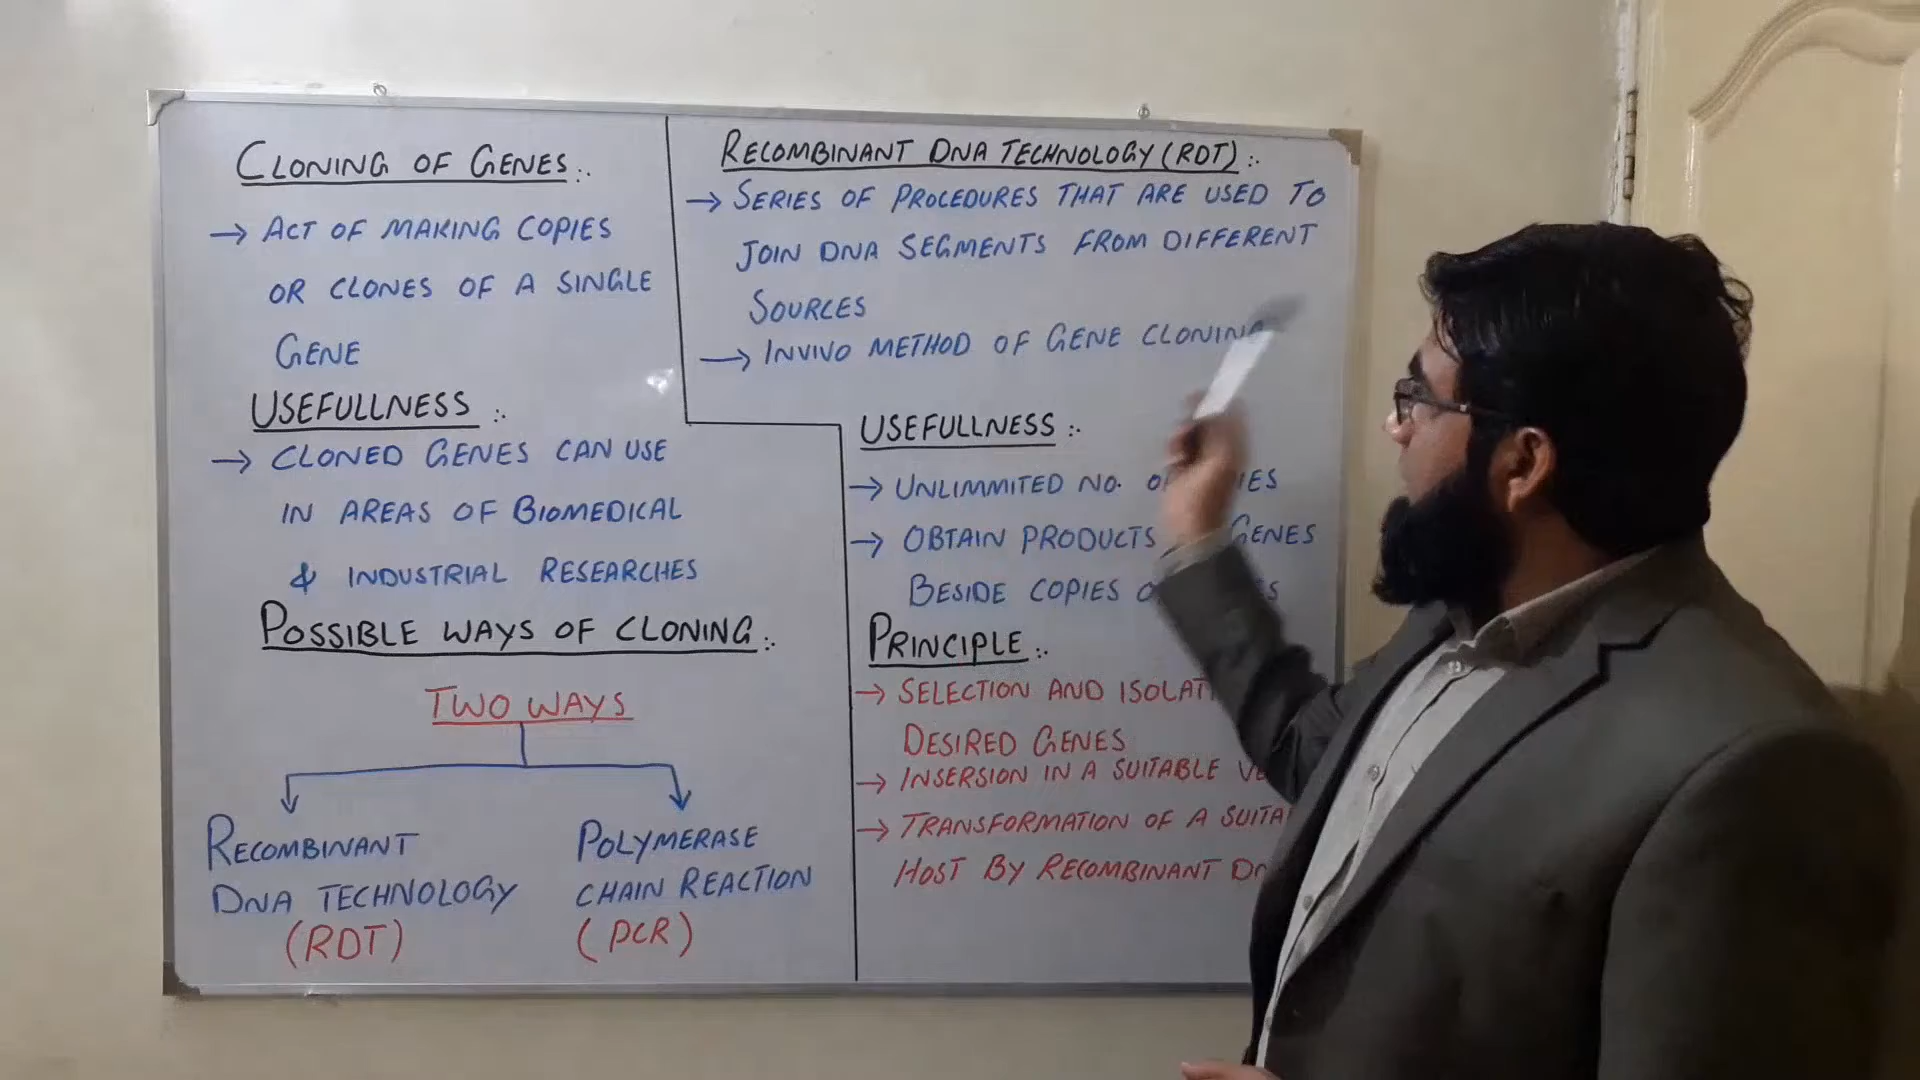 CLONING OF GENES:.
→ ACT OF MAKING COPIES
OR CLONES OF A SINGLE
GENE
USEFULLNESS :.
→ CLONED GENES CAN USE
IN AREAS OF BIOMEDICAL
& INDUSTRIAL RESEARCHES
POSSIBLE WAYS OF CLONING:.
TWO WAYS
RECOMBINANT
DNA TECHNOLOGY
(RDT)
POLYMERASE
CHAIN REACTION
(PCR)
RECOMBINANT DNA TECHNOLOGY (RDT):.
→ SERIES OF PROCEDURES THAT ARE USED TO
JOIN DNA SEGMENTS FROM DIFFERENT
SOURCES
→ INVIVO METHOD OF GENE CLONING
USEFULLNESS :.
→ UNLIMMITED NO.
→ OBTAIN PRODUCTS GENES
BESIDE COPIES
PRINCIPLE :.
→ SELECTION AND
DESIRED GENES
→ INSERSION IN A SUITABLE
→ TRANSFORMATION OF A
HOST BY RECOMBINANT